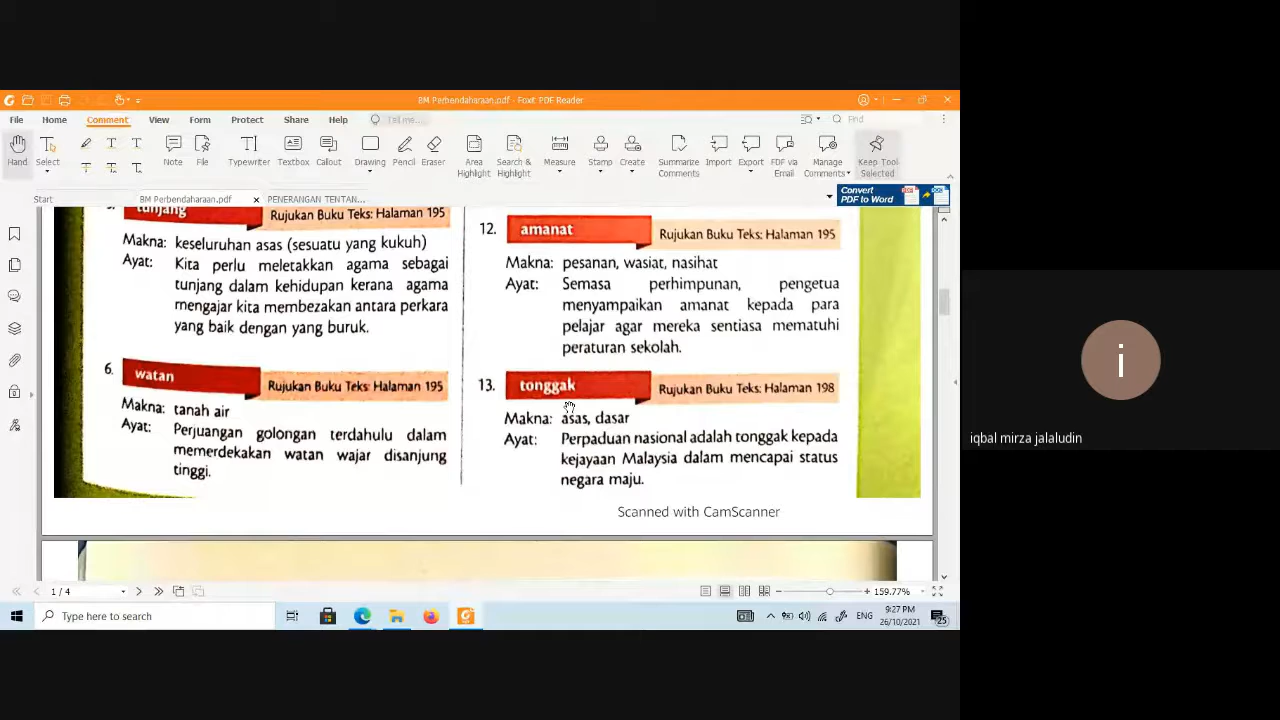 BM Perbendaharaan.pdf - Foxit PDF Reader
File Home Comment View Form Protect Share Help Tell me... Find
Hand Select Note File Typewriter Textbox Callout Drawing Pencil Eraser Area Highlight Search & Highlight Measure Stamp Create Summarize Comments Import Export FDF via Email Manage Comments Keep Tool Selected
Start BM Perbendaharaan.pdf PENERANGAN TENTAN...
Convert
PDF to Word
tunjang Rujukan Buku Teks: Halaman 195
Makna: keseluruhan asas (sesuatu yang kukuh)
Ayat: Kita perlu meletakkan agama sebagai
tunjang dalam kehidupan kerana agama
mengajar kita membezakan antara perkara
yang baik dengan yang buruk.
6. watan Rujukan Buku Teks: Halaman 195
Makna: tanah air
Ayat: Perjuangan golongan terdahulu dalam
memerdekakan watan wajar disanjung
tinggi.
12. amanat Rujukan Buku Teks: Halaman 195
Makna: pesanan, wasiat, nasihat
Ayat: Semasa perhimpunan, pengetua
menyampaikan amanat kepada para
pelajar agar mereka sentiasa mematuhi
peraturan sekolah.
13. tonggak Rujukan Buku Teks: Halaman 198
Makna: asas, dasar
Ayat: Perpaduan nasional adalah tonggak kepada
kejayaan Malaysia dalam mencapai status
negara maju.
Scanned with CamScanner
i
iqbal mirza jalaludin
1 / 4
159.77%
Type here to search
ENG
9:27 PM
26/10/2021
25